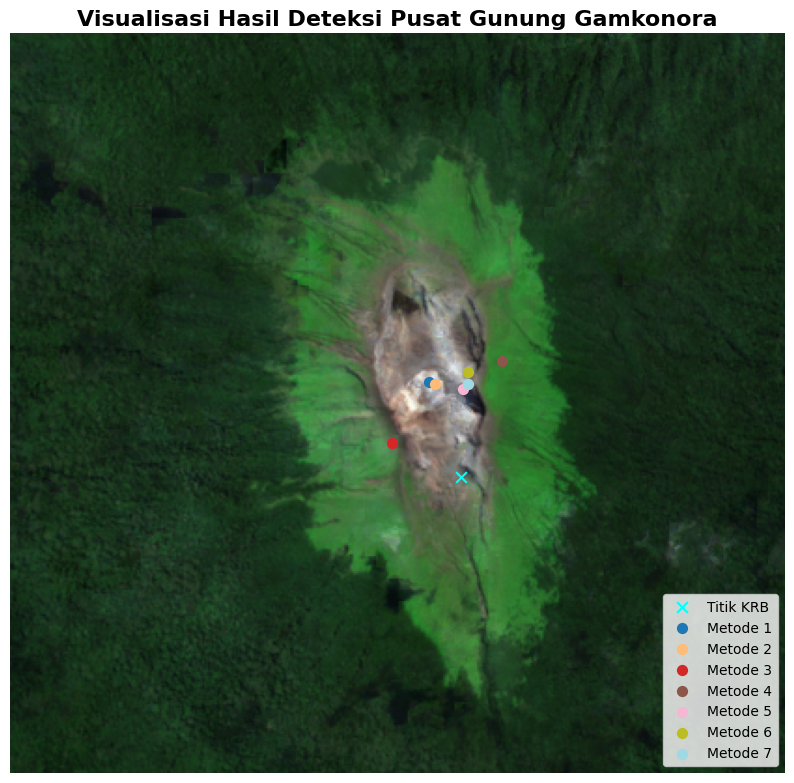 Visualisasi Hasil Deteksi Pusat Gunung Gamkonora
Titik KRB
Metode 1
Metode 2
Metode 3
Metode 4
Metode 5
Metode 6
Metode 7